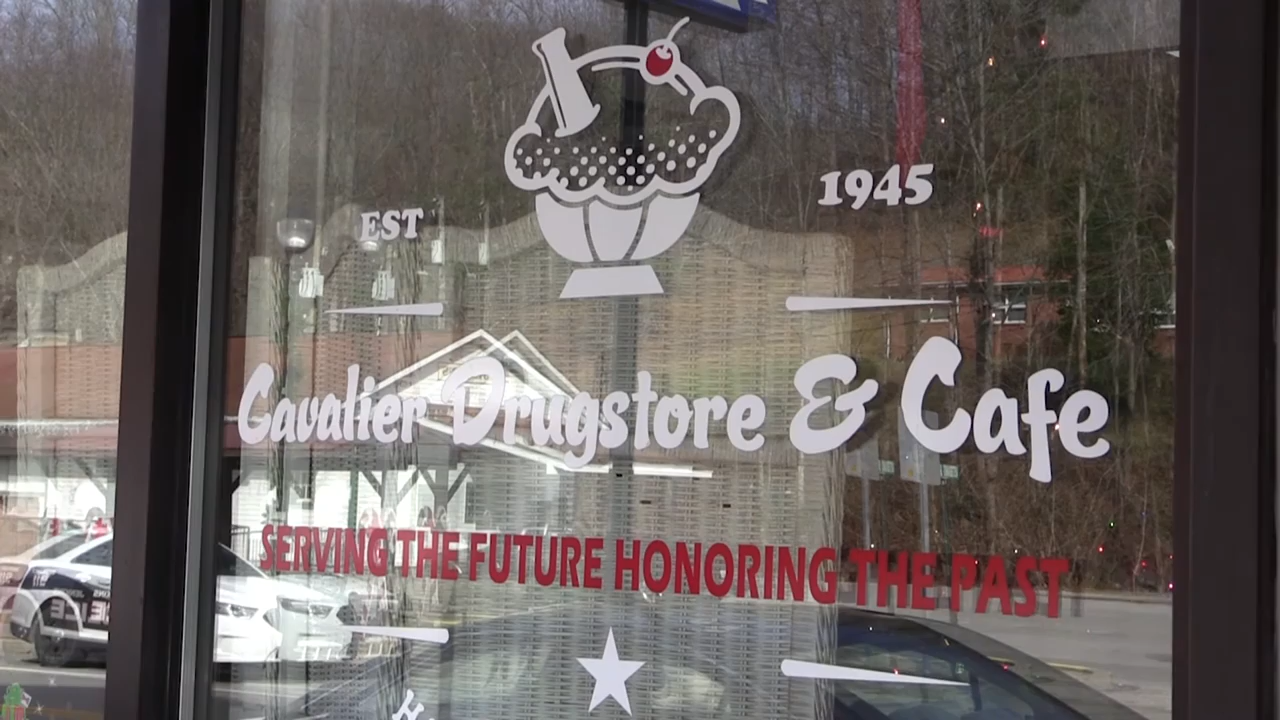 EST
1945
Cavalier Drugstore & Cafe
SERVING THE FUTURE HONORING THE PAST